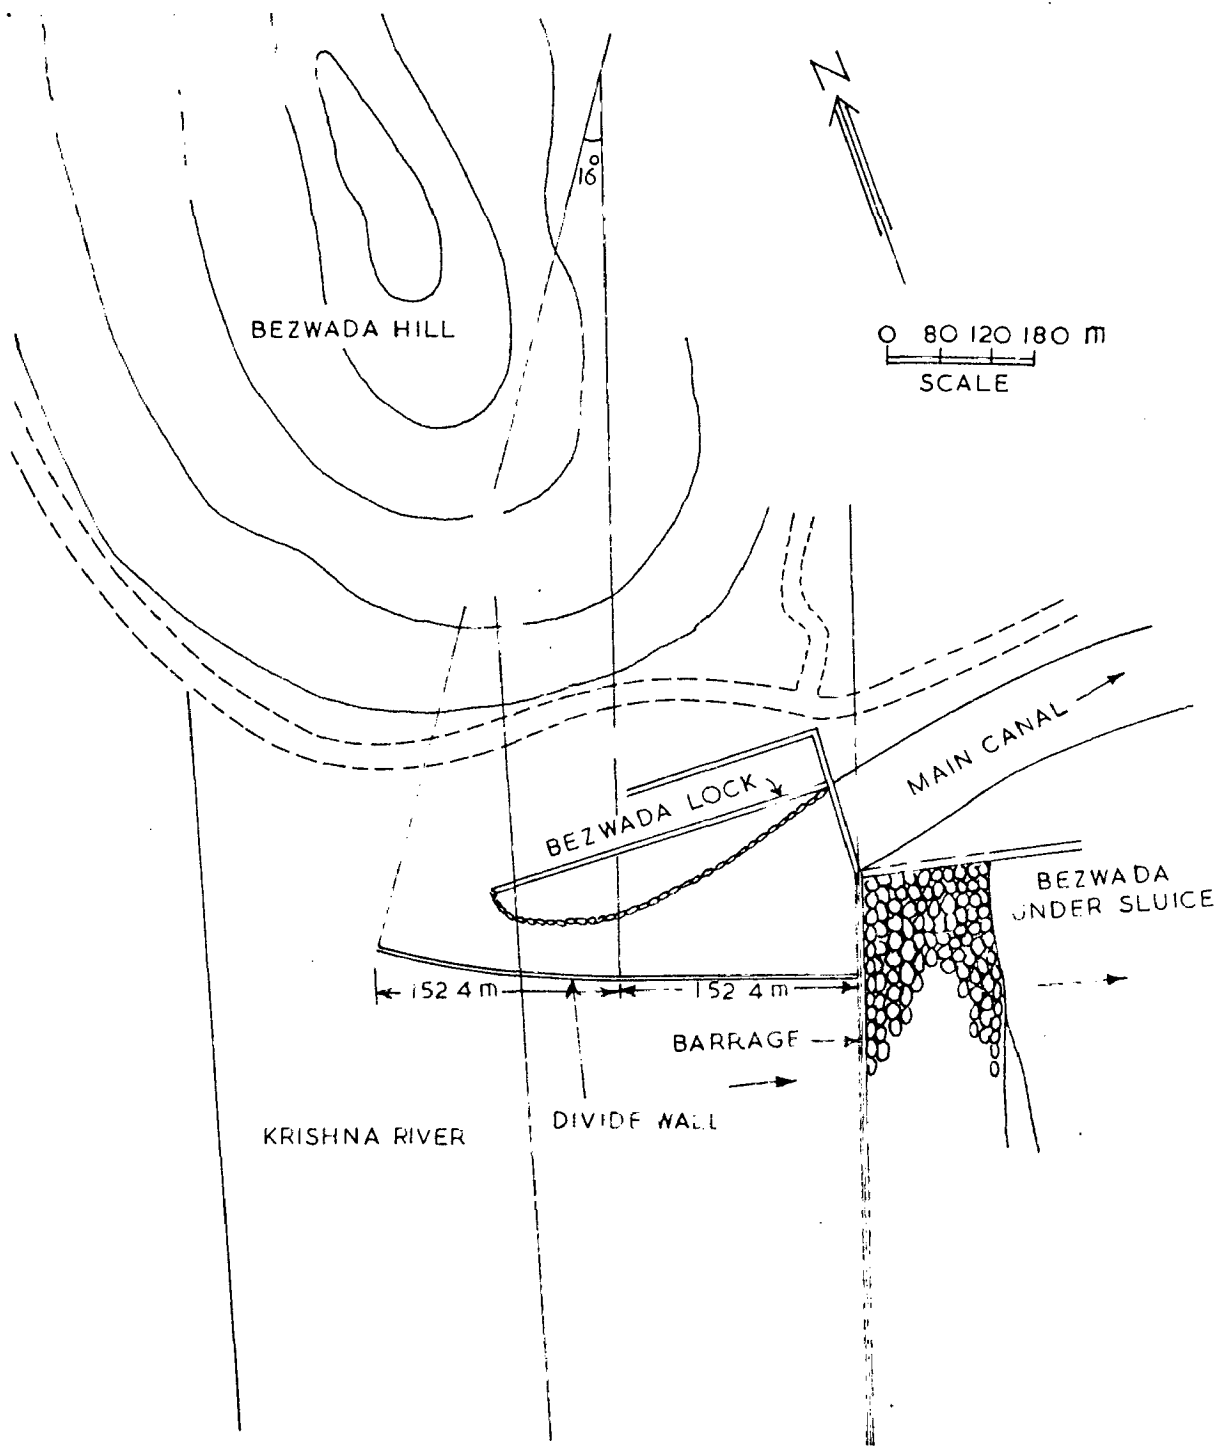 N
16°
BEZWADA HILL
0 80 120 180 m
SCALE
MAIN CANAL
BEZWADA LOCK
BEZWADA
UNDER SLUICE
152 4 m
152 4 m
BARRAGE
DIVIDE WALL
KRISHNA RIVER